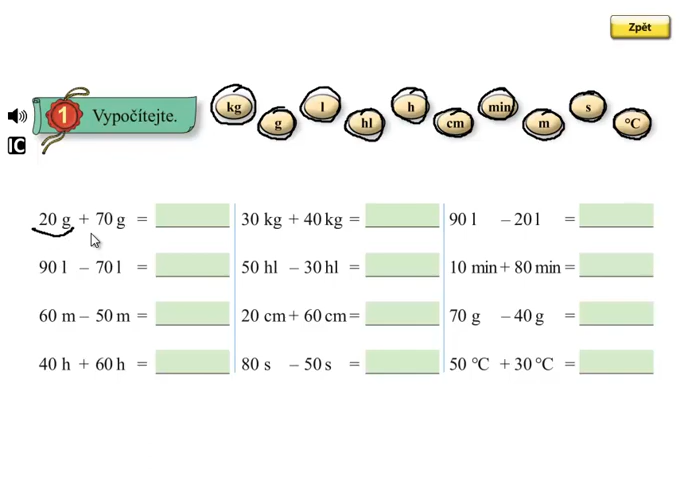 Zpět
1 Vypočítejte.
kg g l hl h cm min m s °C
IC
20 g + 70 g = 30 kg + 40 kg = 90 l – 20 l =
90 l – 70 l = 50 hl – 30 hl = 10 min + 80 min =
60 m – 50 m = 20 cm + 60 cm = 70 g – 40 g =
40 h + 60 h = 80 s – 50 s = 50 °C + 30 °C =